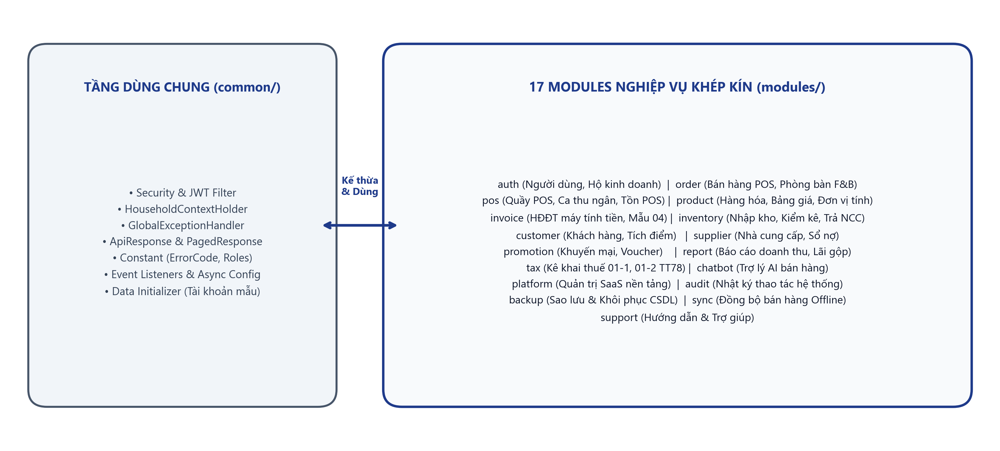 TẦNG DÙNG CHUNG (common/)
• Security & JWT Filter
• HouseholdContextHolder
• GlobalExceptionHandler
• ApiResponse & PagedResponse
• Constant (ErrorCode, Roles)
• Event Listeners & Async Config
• Data Initializer (Tài khoản mẫu)
Kế thừa
& Dùng
17 MODULES NGHIỆP VỤ KHÉP KÍN (modules/)
auth (Người dùng, Hộ kinh doanh) | order (Bán hàng POS, Phòng bàn F&B)
pos (Quầy POS, Ca thu ngân, Tồn POS) | product (Hàng hóa, Bảng giá, Đơn vị tính)
invoice (HĐĐT máy tính tiền, Mẫu 04) | inventory (Nhập kho, Kiểm kê, Trả NCC)
customer (Khách hàng, Tích điểm) | supplier (Nhà cung cấp, Sổ nợ)
promotion (Khuyến mại, Voucher) | report (Báo cáo doanh thu, Lãi gộp)
tax (Kê khai thuế 01-1, 01-2 TT78) | chatbot (Trợ lý AI bán hàng)
platform (Quản trị SaaS nền tảng) | audit (Nhật ký thao tác hệ thống)
backup (Sao lưu & Khôi phục CSDL) | sync (Đồng bộ bán hàng Offline)
support (Hướng dẫn & Trợ giúp)